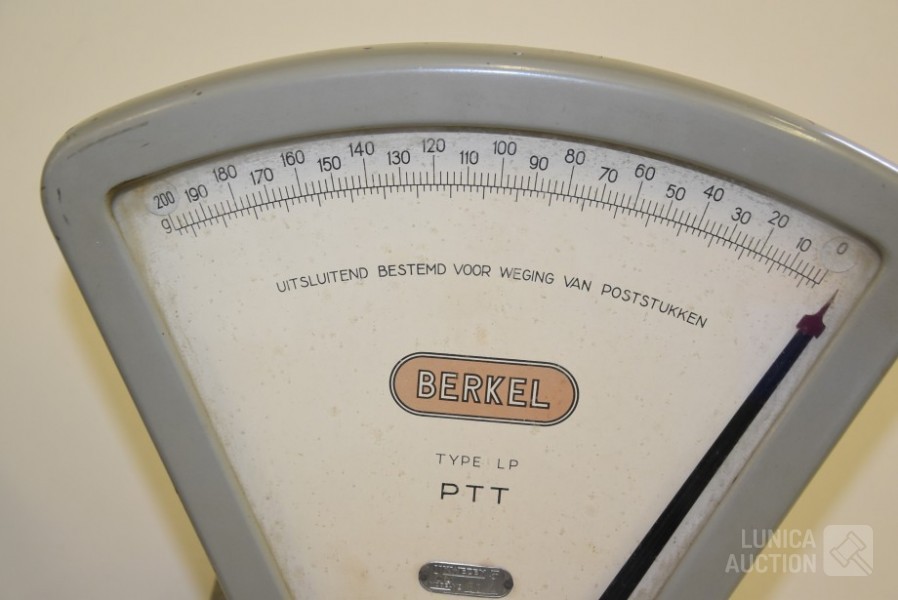 200 190 180 170 160 150 140 130 120 110 100 90 80 70 60 50 40 30 20 10 0
g
UITSLUITEND BESTEMD VOOR WEGING VAN POSTSTUKKEN
BERKEL
TYPE LP
PTT
LUNICA
AUCTION